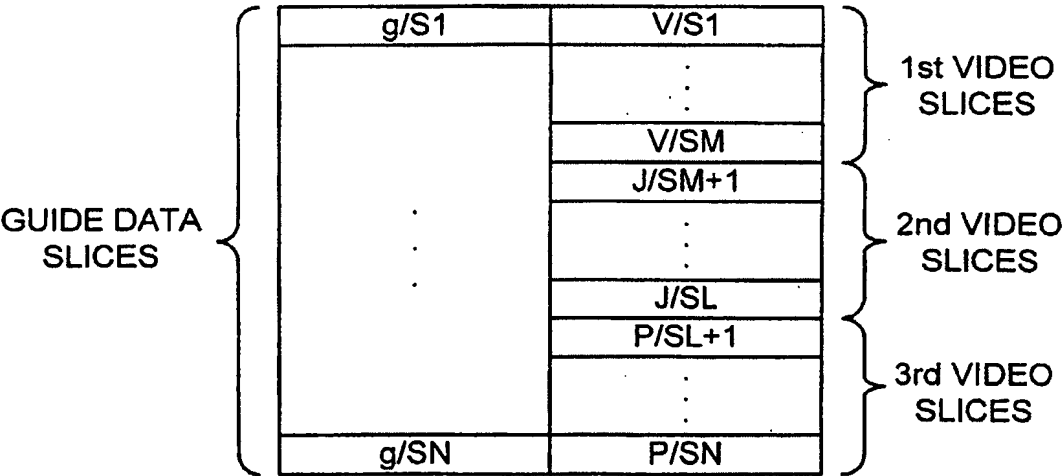 g/S1
V/S1
1st VIDEO
SLICES
V/SM
J/SM+1
GUIDE DATA
SLICES
2nd VIDEO
SLICES
J/SL
P/SL+1
3rd VIDEO
SLICES
g/SN
P/SN